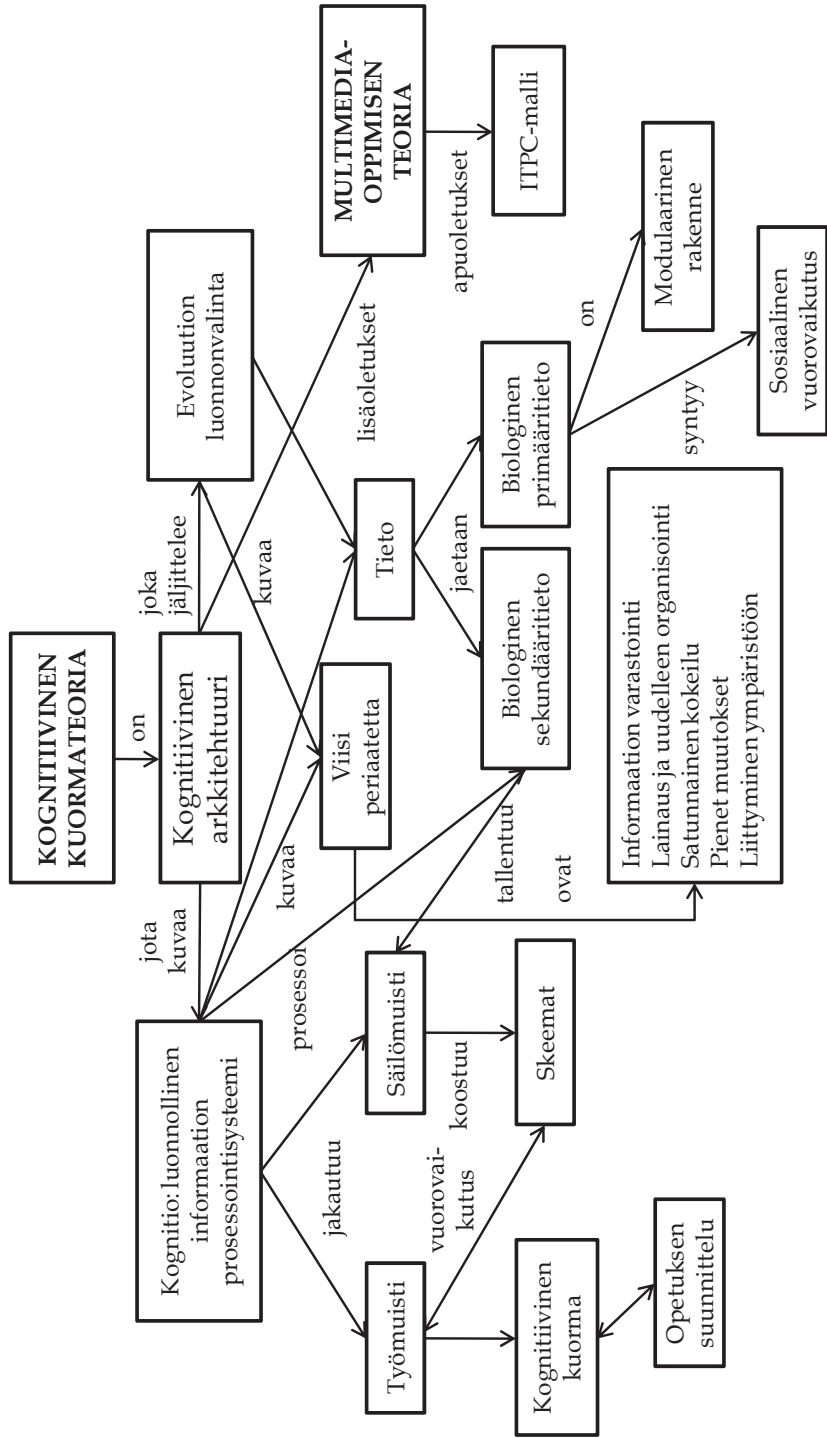 KOGNITIIVINEN
KUORMATEORIA
on
jota
kuvaa
Kognitiivinen
arkkitehtuuri
joka
jäljittelee
Kognitio: luonnollinen
informaation
prosessointisysteemi
Evoluution
luonnonvalinta
kuvaa
kuvaa
lisäoletukset
MULTIMEDIA-
OPPIMISEN
TEORIA
jakautuu
prosessoi
Viisi
periaatetta
Tieto
apuoletukset
Työmuisti
Säilömuisti
vuorovai-
kutus
koostuu
tallentuu
ovat
jaetaan
ITPC-malli
Kognitiivinen
kuorma
Skeemat
Biologinen
sekundääritieto
Biologinen
primääritieto
on
syntyy
Modulaarinen
rakenne
Opetuksen
suunnittelu
Informaation varastointi
Lainaus ja uudelleen organisointi
Satunnainen kokeilu
Pienet muutokset
Liittyminen ympäristöön
Sosiaalinen
vuorovaikutus